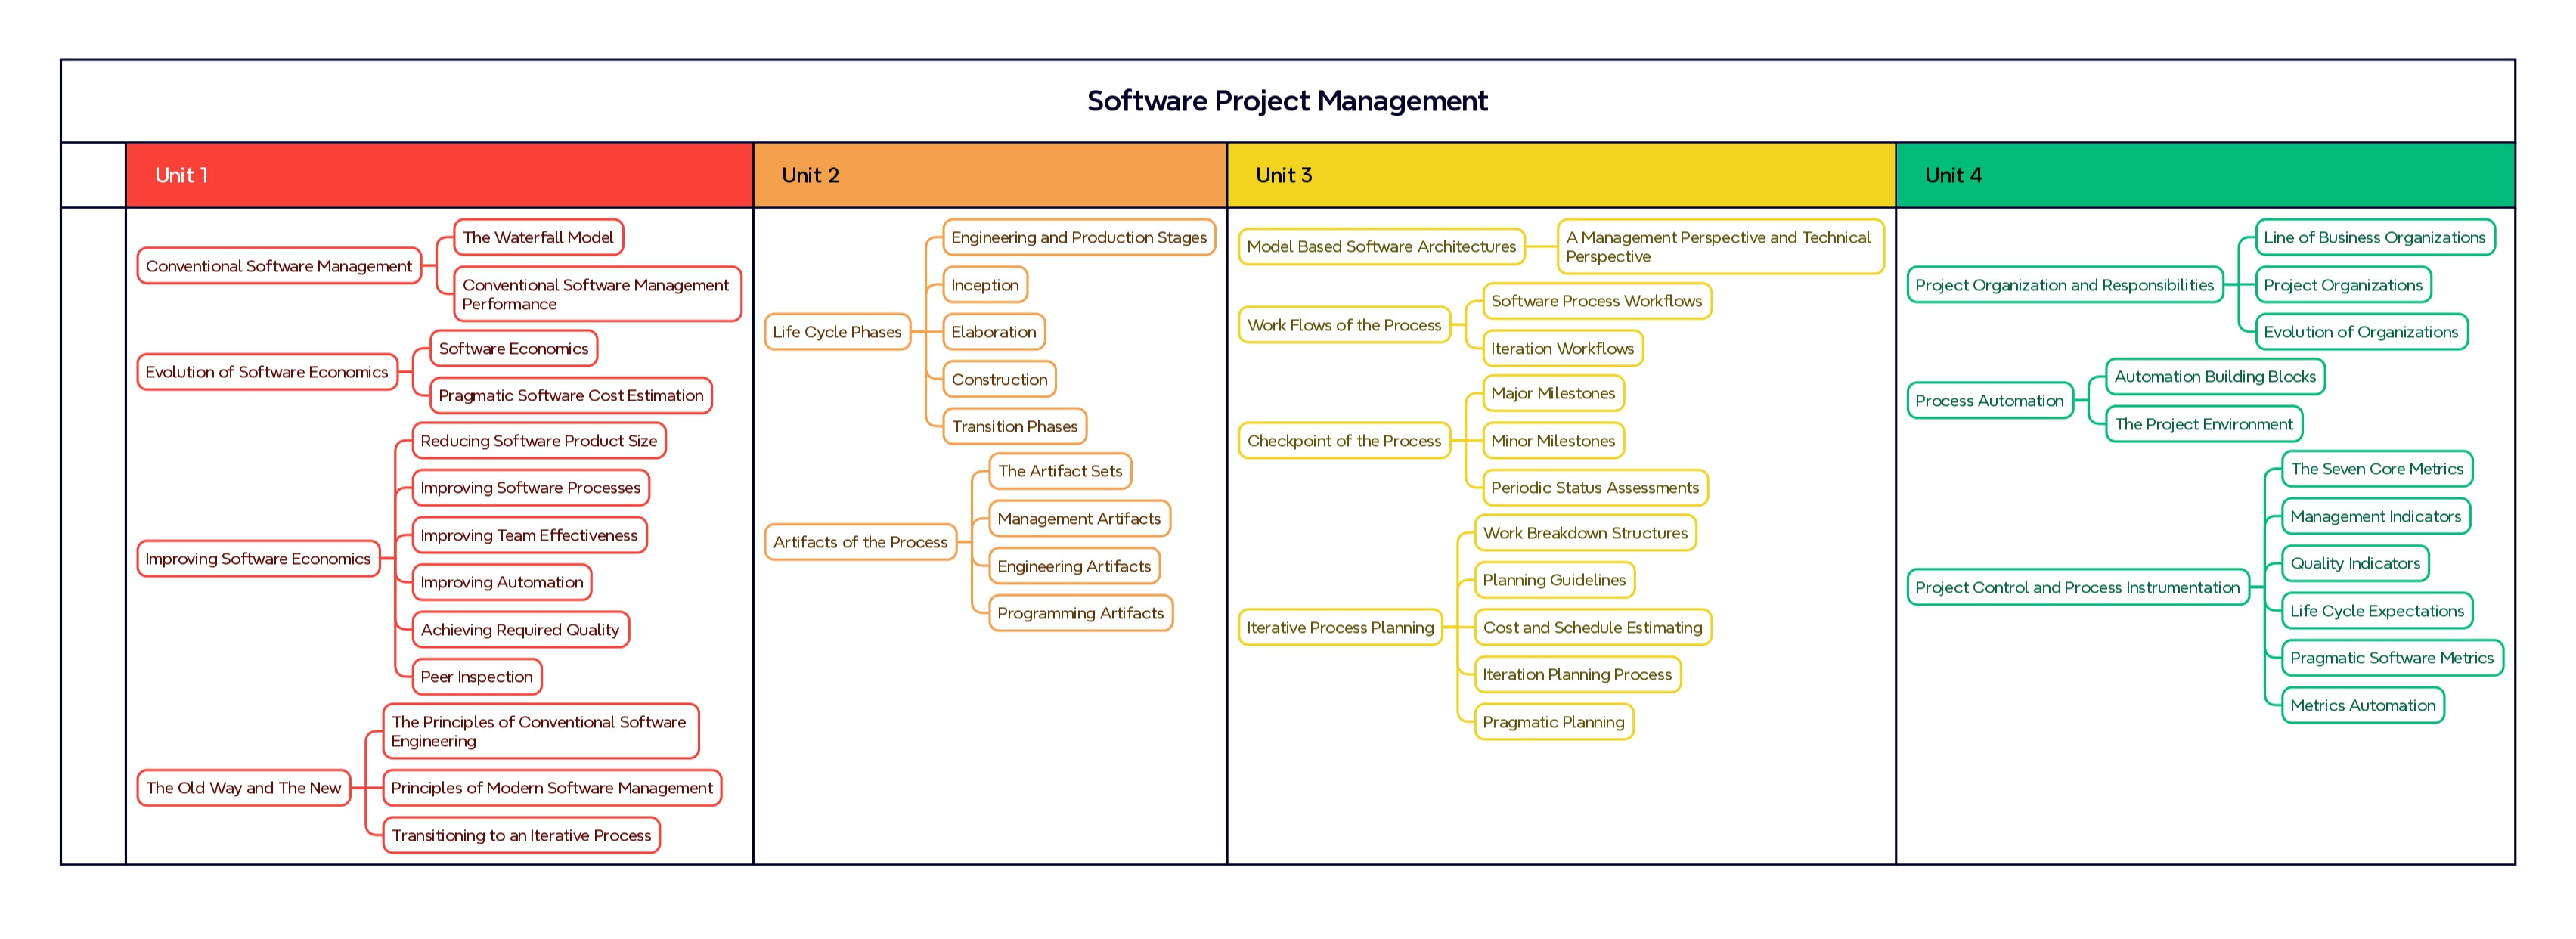 Software Project Management
Unit 1
Unit 2
Unit 3
Unit 4
Conventional Software Management
The Waterfall Model
Conventional Software Management
Performance
Evolution of Software Economics
Software Economics
Pragmatic Software Cost Estimation
Improving Software Economics
Reducing Software Product Size
Improving Software Processes
Improving Team Effectiveness
Improving Automation
Achieving Required Quality
Peer Inspection
The Old Way and The New
The Principles of Conventional Software
Engineering
Principles of Modern Software Management
Transitioning to an Iterative Process
Life Cycle Phases
Engineering and Production Stages
Inception
Elaboration
Construction
Transition Phases
Artifacts of the Process
The Artifact Sets
Management Artifacts
Engineering Artifacts
Programming Artifacts
Model Based Software Architectures
A Management Perspective and Technical
Perspective
Work Flows of the Process
Software Process Workflows
Iteration Workflows
Checkpoint of the Process
Major Milestones
Minor Milestones
Periodic Status Assessments
Iterative Process Planning
Work Breakdown Structures
Planning Guidelines
Cost and Schedule Estimating
Iteration Planning Process
Pragmatic Planning
Project Organization and Responsibilities
Line of Business Organizations
Project Organizations
Evolution of Organizations
Process Automation
Automation Building Blocks
The Project Environment
Project Control and Process Instrumentation
The Seven Core Metrics
Management Indicators
Quality Indicators
Life Cycle Expectations
Pragmatic Software Metrics
Metrics Automation